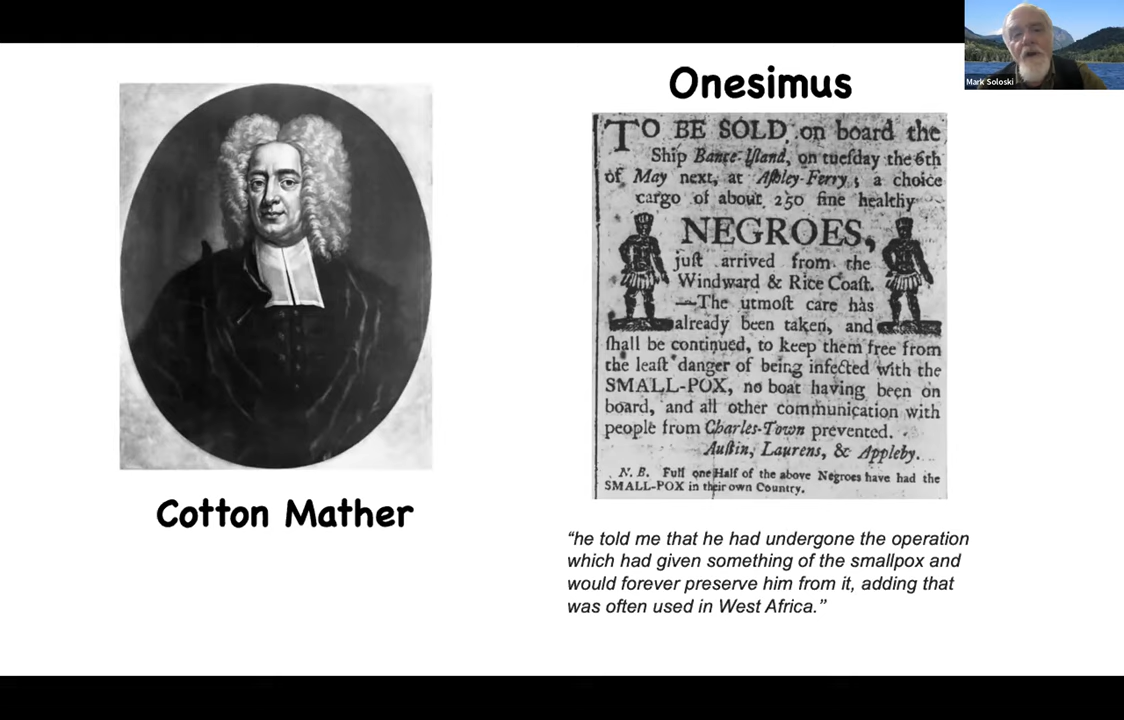 Mark Soloski
Onesimus
TO BE SOLD on board the
Ship Bance-Iſland, on tueſday the 6th
of May next, at Aſhley-Ferry; a choice
cargo of about 250 fine healthy
NEGROES,
juſt arrived from the
Windward & Rice Coaſt.
—The utmoſt care has
already been taken, and
ſhall be continued, to keep them free from
the leaſt danger of being infected with the
SMALL-POX, no boat having been on
board, and all other communication with
people from Charles-Town prevented.
Auſtin, Laurens, & Appleby.
N. B. Full one Half of the above Negroes have had the
SMALL-POX in their own Country.
Cotton Mather
“he told me that he had undergone the operation
which had given something of the smallpox and
would forever preserve him from it, adding that
was often used in West Africa.”